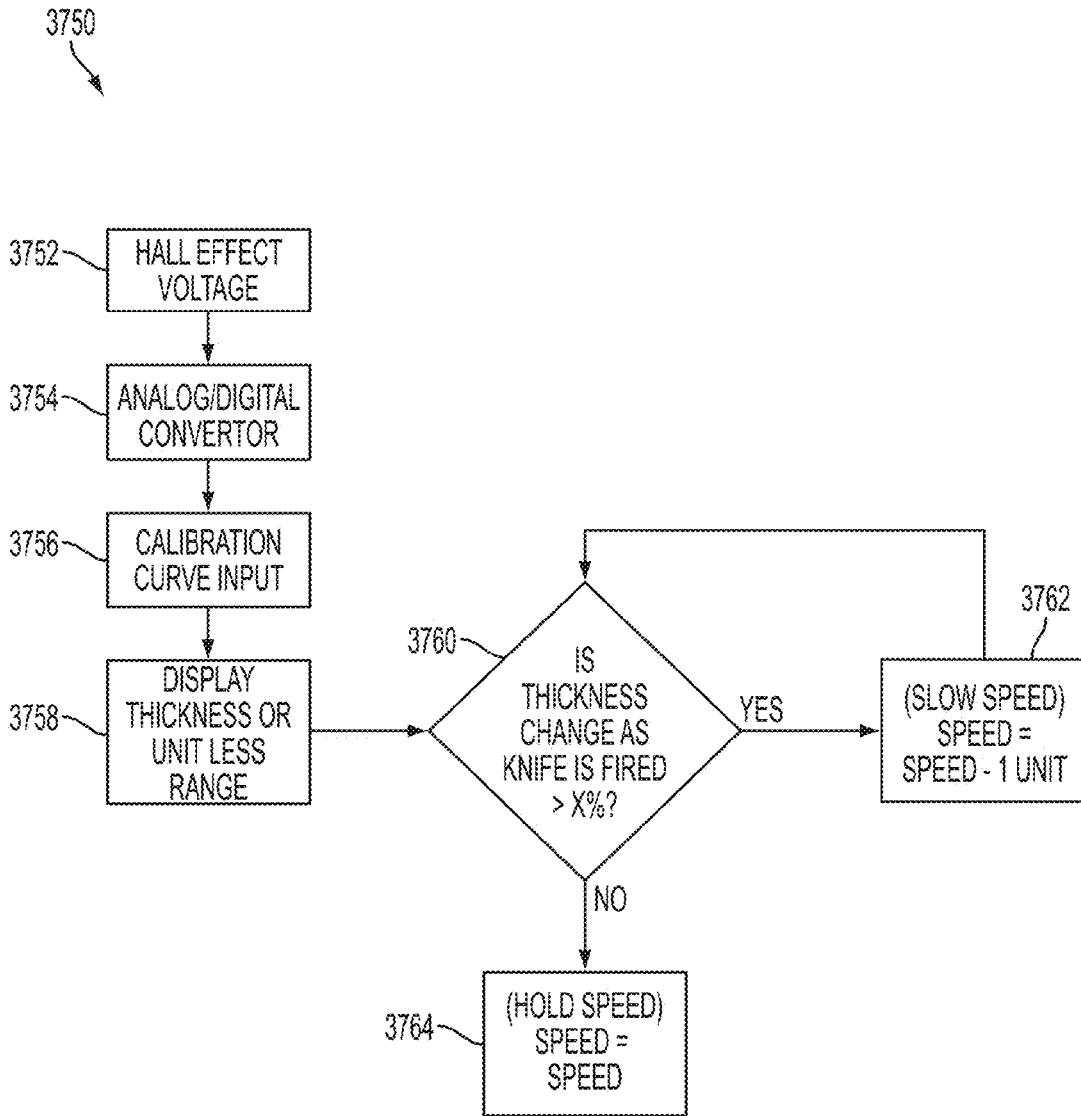 3750
3752
HALL EFFECT
VOLTAGE
3754
ANALOG/DIGITAL
CONVERTOR
3756
CALIBRATION
CURVE INPUT
3758
DISPLAY
THICKNESS OR
UNIT LESS
RANGE
3760
IS
THICKNESS
CHANGE AS
KNIFE IS FIRED
> X%?
YES
3762
(SLOW SPEED)
SPEED =
SPEED - 1 UNIT
NO
3764
(HOLD SPEED)
SPEED =
SPEED